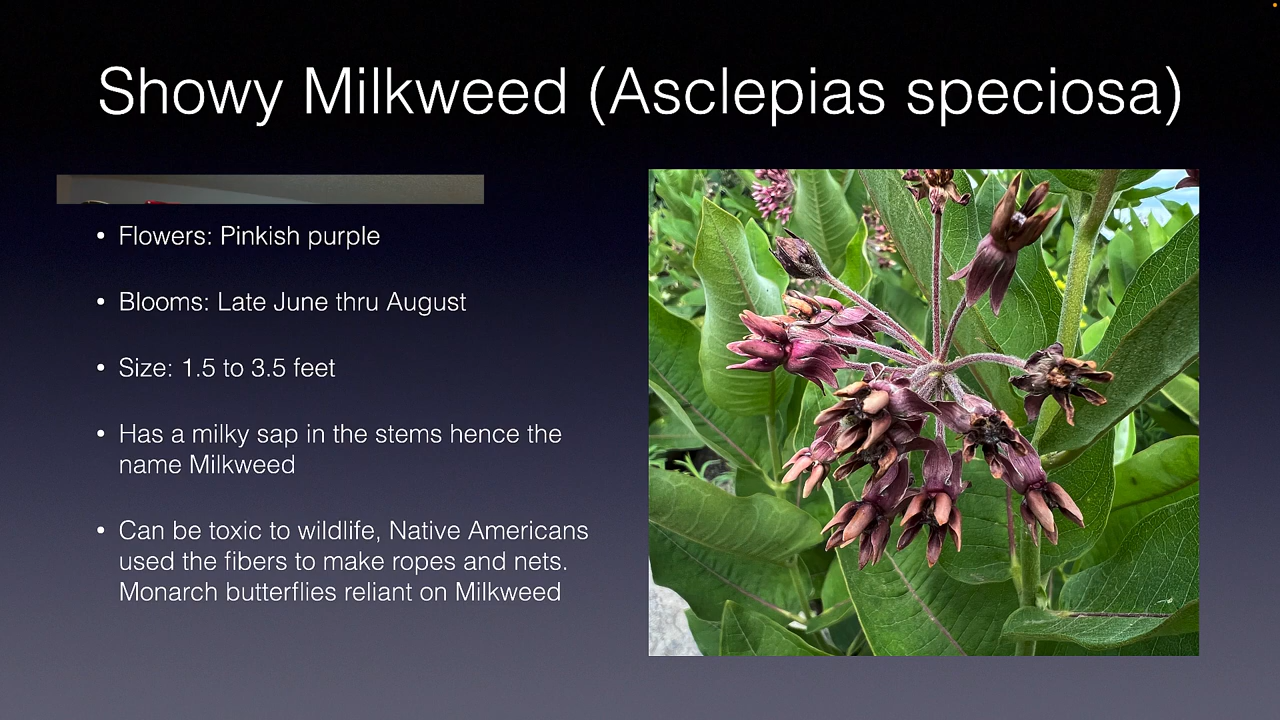 Showy Milkweed (Asclepias speciosa)
• Flowers: Pinkish purple
• Blooms: Late June thru August
• Size: 1.5 to 3.5 feet
• Has a milky sap in the stems hence the
name Milkweed
• Can be toxic to wildlife, Native Americans
used the fibers to make ropes and nets.
Monarch butterflies reliant on Milkweed